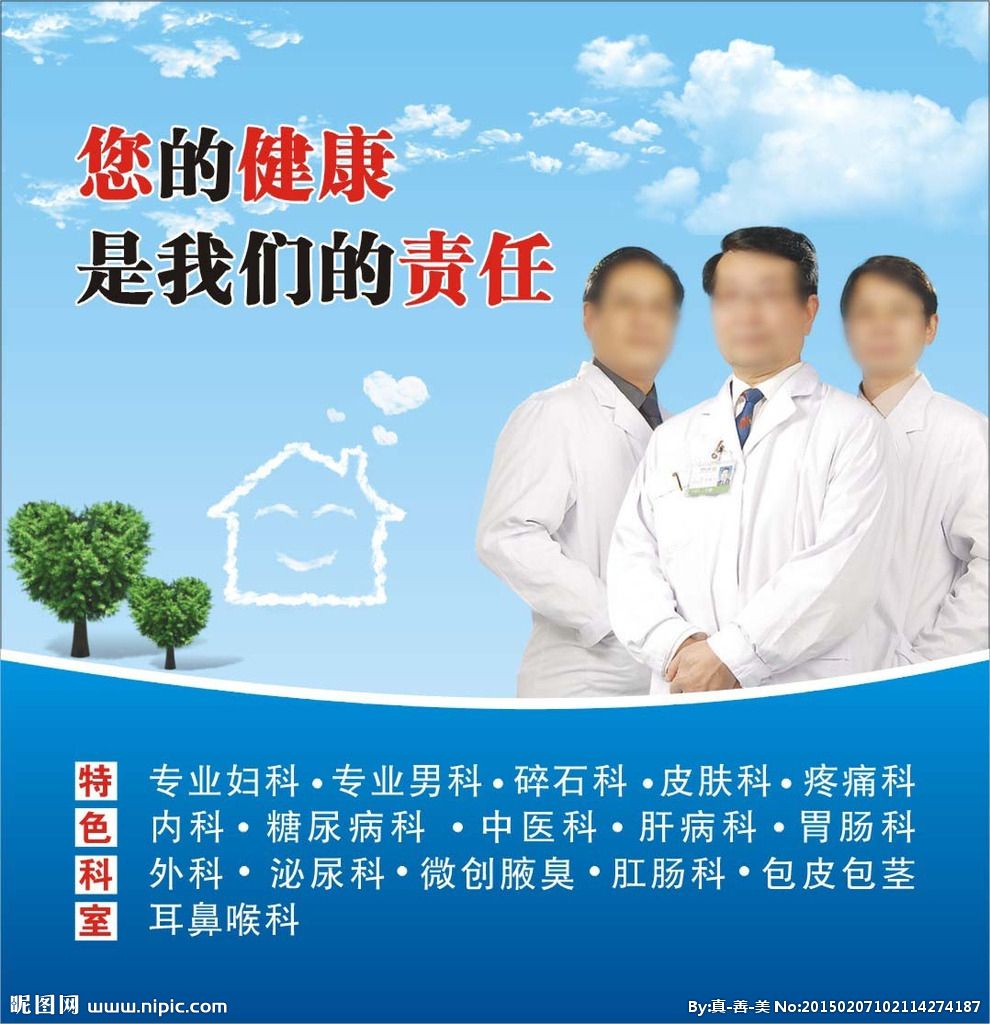 您的健康
是我们的责任
特色科室
专业妇科•专业男科•碎石科•皮肤科•疼痛科
内科•糖尿病科•中医科•肝病科•胃肠科
外科•泌尿科•微创腋臭•肛肠科•包皮包茎
耳鼻喉科
昵图网 www.nipic.com
By:真-善-美 No:20150207102114274187